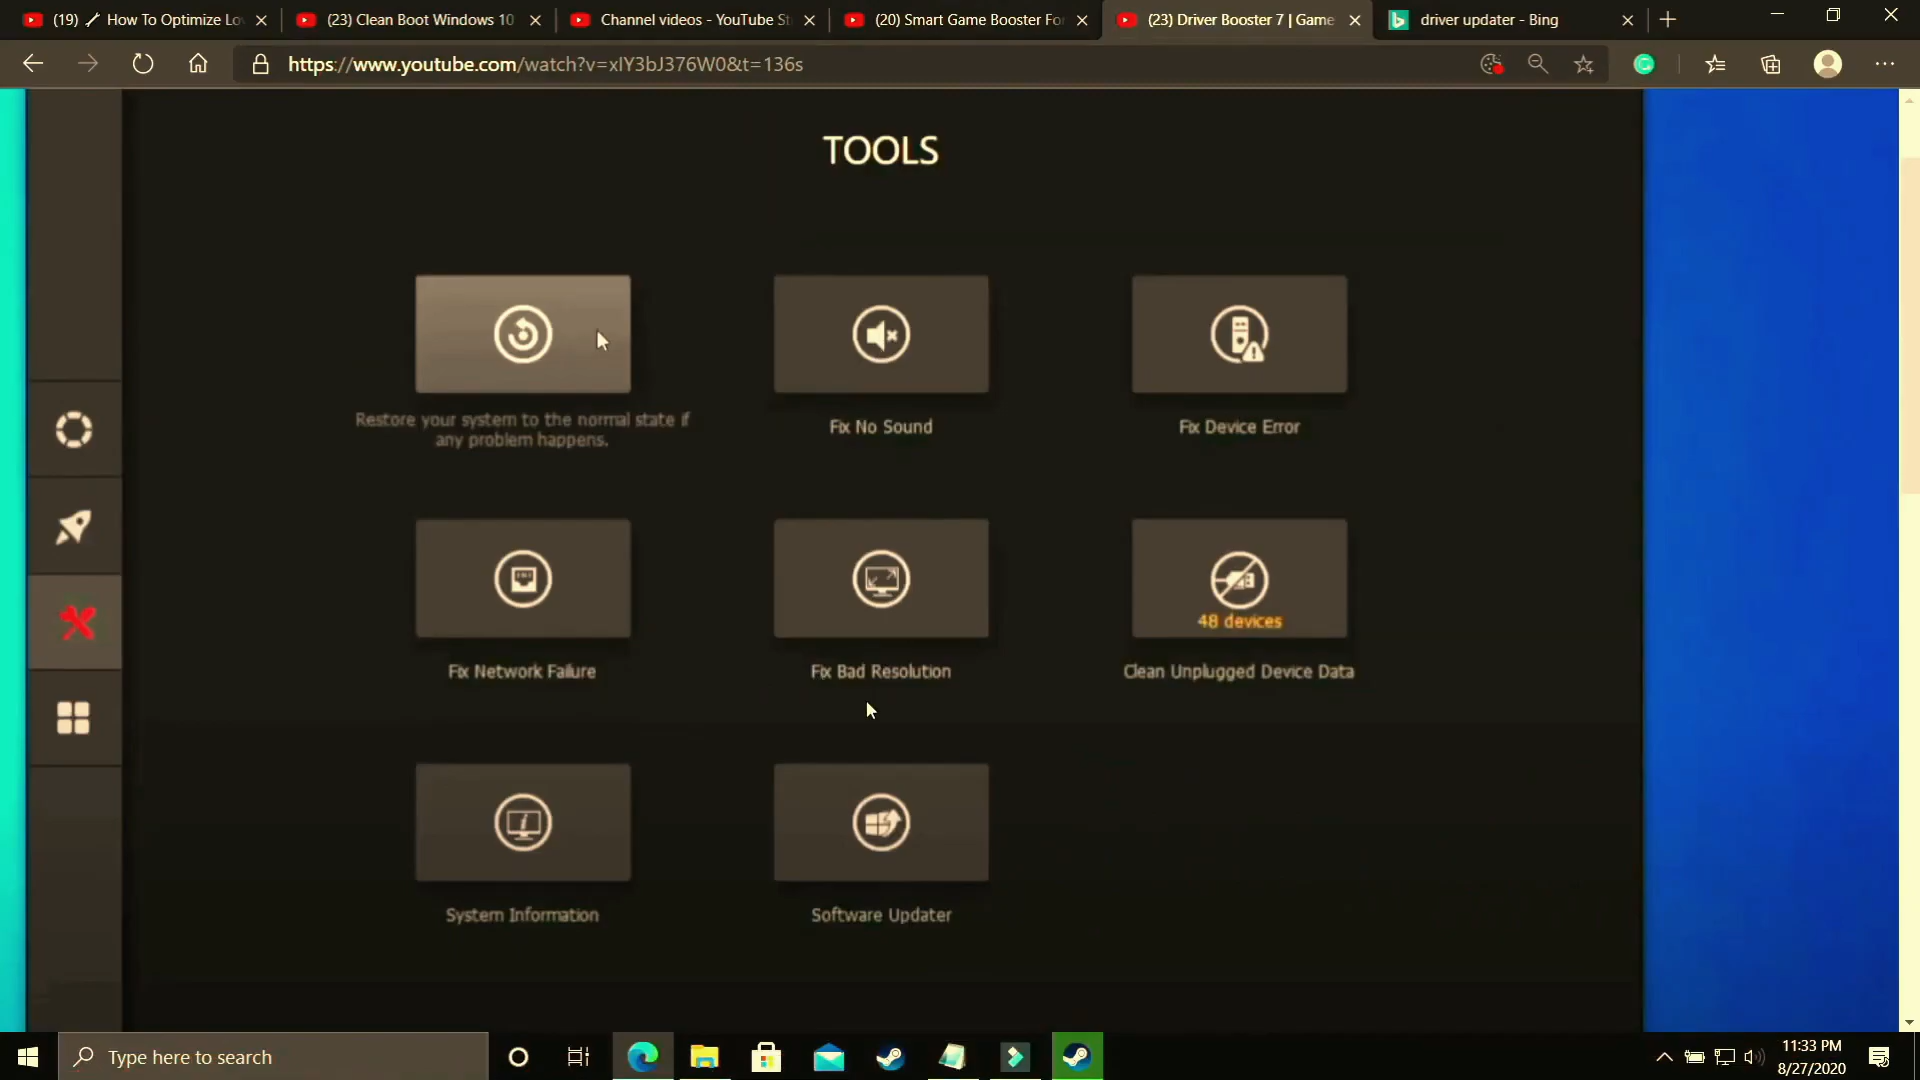 (19) 🔧 How To Optimize Lo
(23) Clean Boot Windows 10
Channel videos - YouTube St
(20) Smart Game Booster For
(23) Driver Booster 7 | Game
driver updater - Bing
https://www.youtube.com/watch?v=xIY3bJ376W0&t=136s
TOOLS
Restore your system to the normal state if
any problem happens.
Fix No Sound
Fix Device Error
48 devices
Fix Network Failure
Fix Bad Resolution
Clean Unplugged Device Data
System Information
Software Updater
Type here to search
11:33 PM
8/27/2020